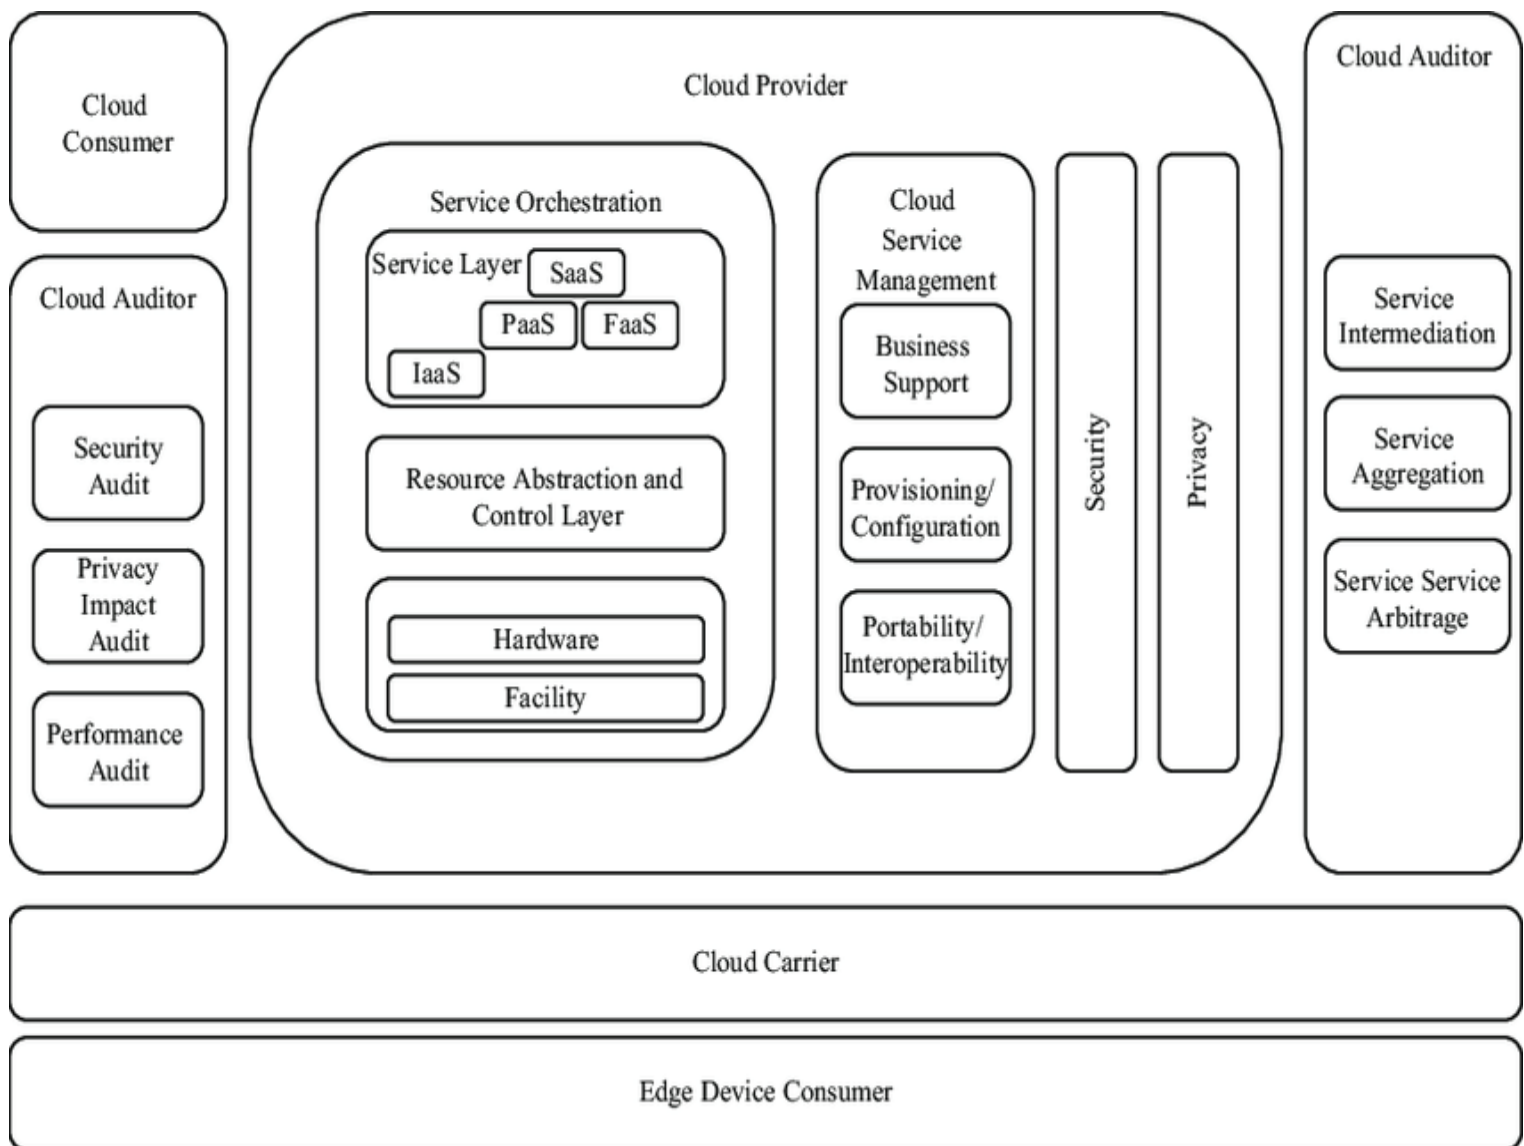 Cloud
Consumer
Cloud Auditor
Security
Audit
Privacy
Impact
Audit
Performance
Audit
Cloud Provider
Service Orchestration
Service Layer
SaaS
PaaS
FaaS
IaaS
Resource Abstraction and
Control Layer
Hardware
Facility
Cloud
Service
Management
Business
Support
Provisioning/
Configuration
Portability/
Interoperability
Security
Privacy
Cloud Auditor
Service
Intermediation
Service
Aggregation
Service Service
Arbitrage
Cloud Carrier
Edge Device Consumer